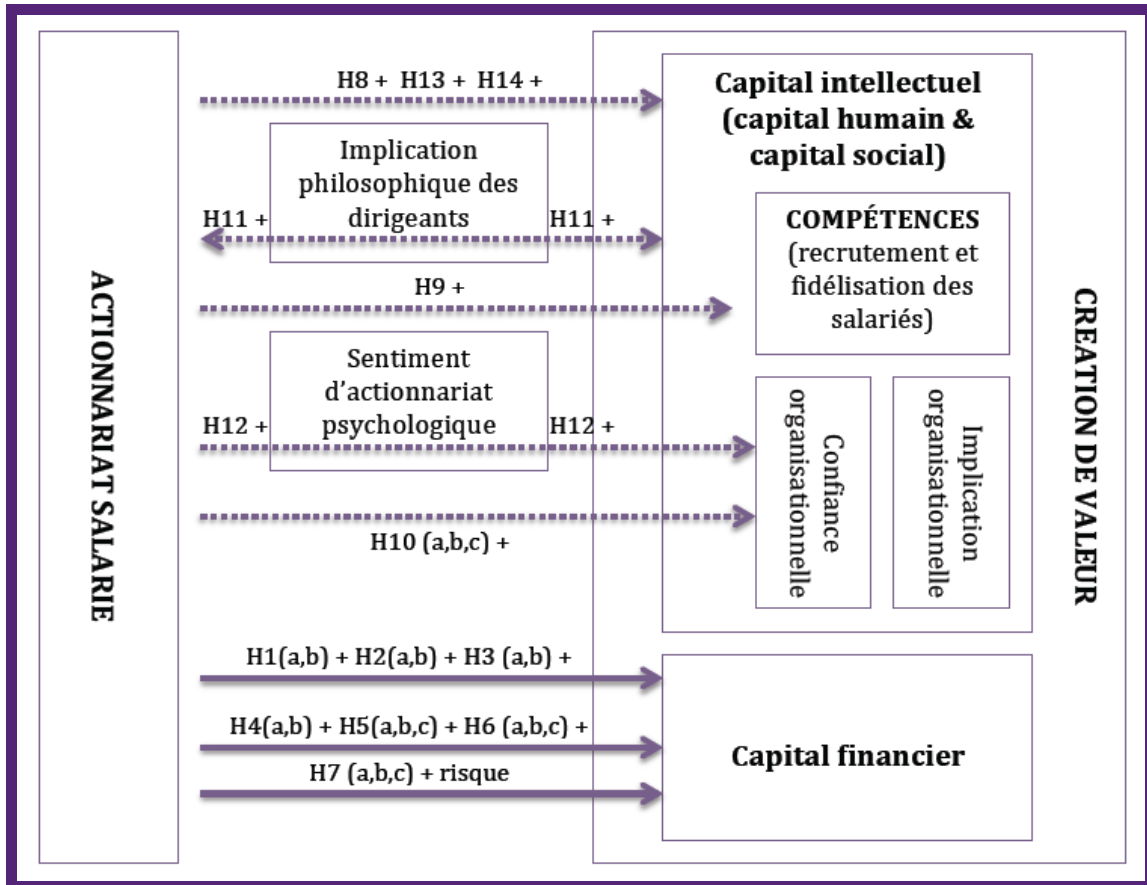 ACTIONNARIAT SALARIE
H8 + H13 + H14 +
Implication
philosophique des
dirigeants
H11 +
H11 +
H9 +
Sentiment
d'actionnariat
psychologique
H12 +
H12 +
H10 (a,b,c) +
H1(a,b) + H2(a,b) + H3 (a,b) +
H4(a,b) + H5(a,b,c) + H6 (a,b,c) +
H7 (a,b,c) + risque
Capital intellectuel
(capital humain &
capital social)
COMPÉTENCES
(recrutement et
fidélisation des
salariés)
Confiance
organisationnelle
Implication
organisationnelle
Capital financier
CREATION DE VALEUR